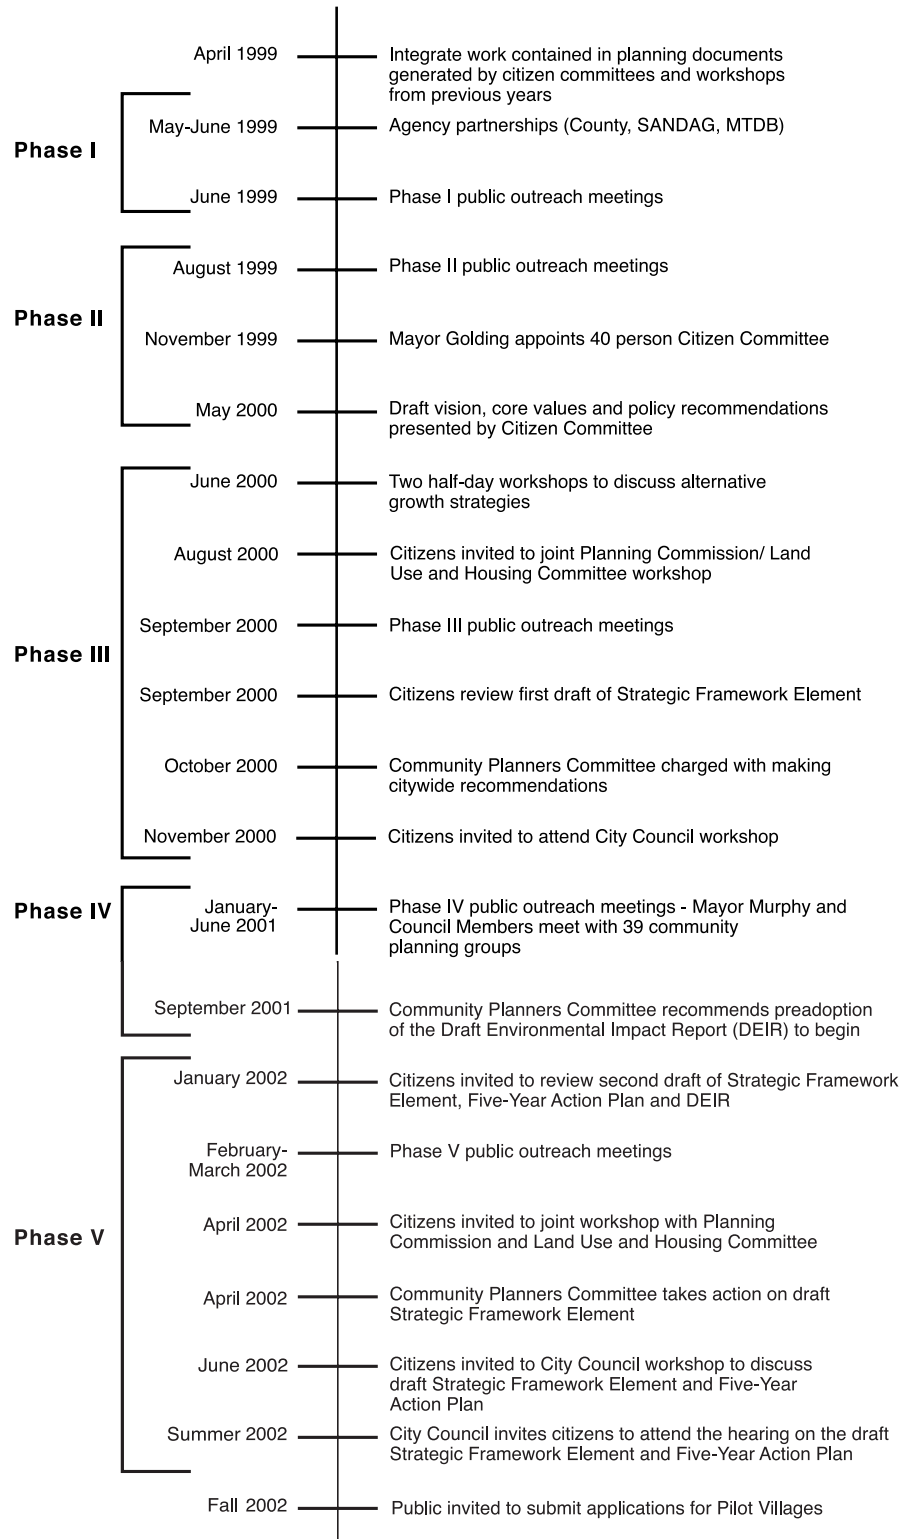 April 1999
Integrate work contained in planning documents
generated by citizen committees and workshops
from previous years
Phase I
May-June 1999
Agency partnerships (County, SANDAG, MTDB)
June 1999
Phase I public outreach meetings
Phase II
August 1999
Phase II public outreach meetings
November 1999
Mayor Golding appoints 40 person Citizen Committee
May 2000
Draft vision, core values and policy recommendations
presented by Citizen Committee
Phase III
June 2000
Two half-day workshops to discuss alternative
growth strategies
August 2000
Citizens invited to joint Planning Commission/ Land
Use and Housing Committee workshop
September 2000
Phase III public outreach meetings
September 2000
Citizens review first draft of Strategic Framework Element
October 2000
Community Planners Committee charged with making
citywide recommendations
November 2000
Citizens invited to attend City Council workshop
Phase IV
January-
June 2001
Phase IV public outreach meetings - Mayor Murphy and
Council Members meet with 39 community
planning groups
September 2001
Community Planners Committee recommends preadoption
of the Draft Environmental Impact Report (DEIR) to begin
Phase V
January 2002
Citizens invited to review second draft of Strategic Framework
Element, Five-Year Action Plan and DEIR
February-
March 2002
Phase V public outreach meetings
April 2002
Citizens invited to joint workshop with Planning
Commission and Land Use and Housing Committee
April 2002
Community Planners Committee takes action on draft
Strategic Framework Element
June 2002
Citizens invited to City Council workshop to discuss
draft Strategic Framework Element and Five-Year
Action Plan
Summer 2002
City Council invites citizens to attend the hearing on the draft
Strategic Framework Element and Five-Year Action Plan
Fall 2002
Public invited to submit applications for Pilot Villages